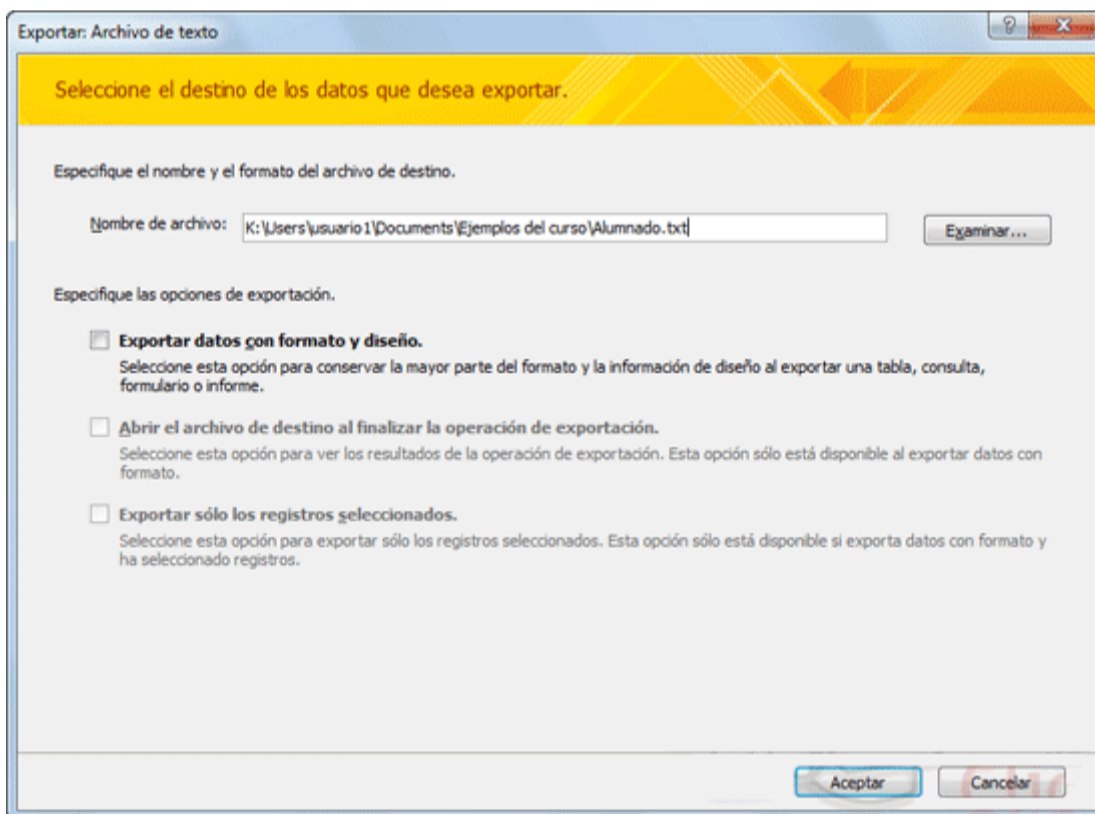 Exportar: Archivo de texto
Seleccione el destino de los datos que desea exportar.
Especifique el nombre y el formato del archivo de destino.
Nombre de archivo: K:\Users\usuario1\Documents\Ejemplos del curso\Alumnado.txt Examinar...
Especifique las opciones de exportación.
Exportar datos con formato y diseño.
Seleccione esta opción para conservar la mayor parte del formato y la información de diseño al exportar una tabla, consulta,
formulario o informe.
Abrir el archivo de destino al finalizar la operación de exportación.
Seleccione esta opción para ver los resultados de la operación de exportación. Esta opción sólo está disponible al exportar datos con
formato.
Exportar sólo los registros seleccionados.
Seleccione esta opción para exportar sólo los registros seleccionados. Esta opción sólo está disponible si exporta datos con formato y
ha seleccionado registros.
Aceptar Cancelar